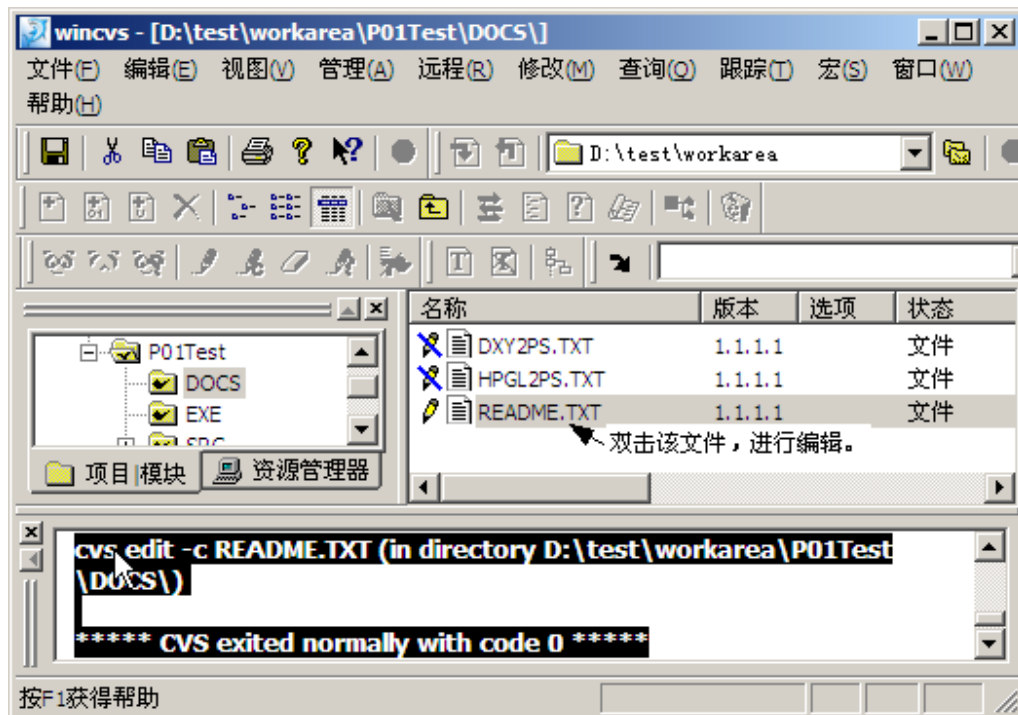 wincvs - [D:\test\workarea\P01Test\DOCS\]
文件(F) 编辑(E) 视图(V) 管理(A) 远程(R) 修改(M) 查询(Q) 跟踪(T) 宏(S) 窗口(W)
帮助(H)
D:\test\workarea
名称 版本 选项 状态
P01Test
DOCS
EXE
SRC
DXY2PS.TXT 1.1.1.1 文件
HPGL2PS.TXT 1.1.1.1 文件
README.TXT 1.1.1.1 文件
双击该文件，进行编辑。
项目|模块 资源管理器
cvs edit -c README.TXT (in directory D:\test\workarea\P01Test
\DOCS\)
***** CVS exited normally with code 0 *****
按F1获得帮助